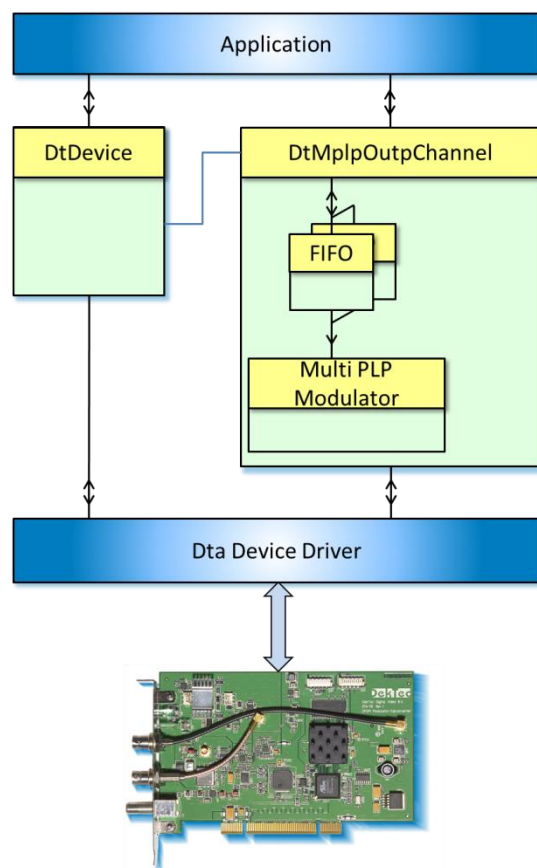 Application
DtDevice
DtMplpOutpChannel
FIFO
Multi PLP
Modulator
Dta Device Driver
DekTec